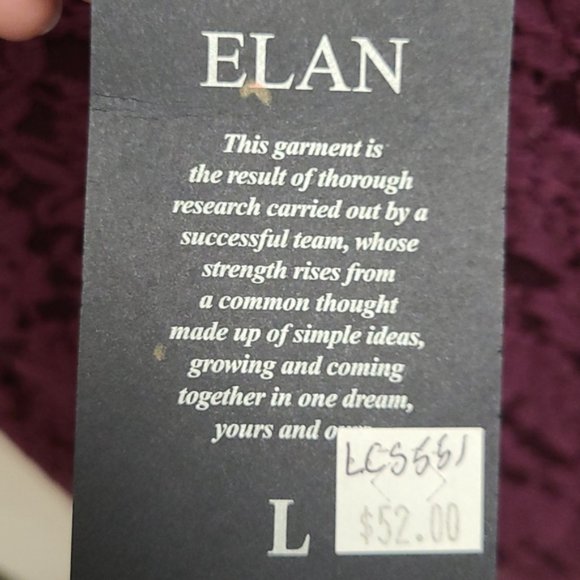 ELAN
This garment is
the result of thorough
research carried out by a
successful team, whose
strength rises from
a common thought
made up of simple ideas,
growing and coming
together in one dream,
yours and
LCS551
$52.00
L